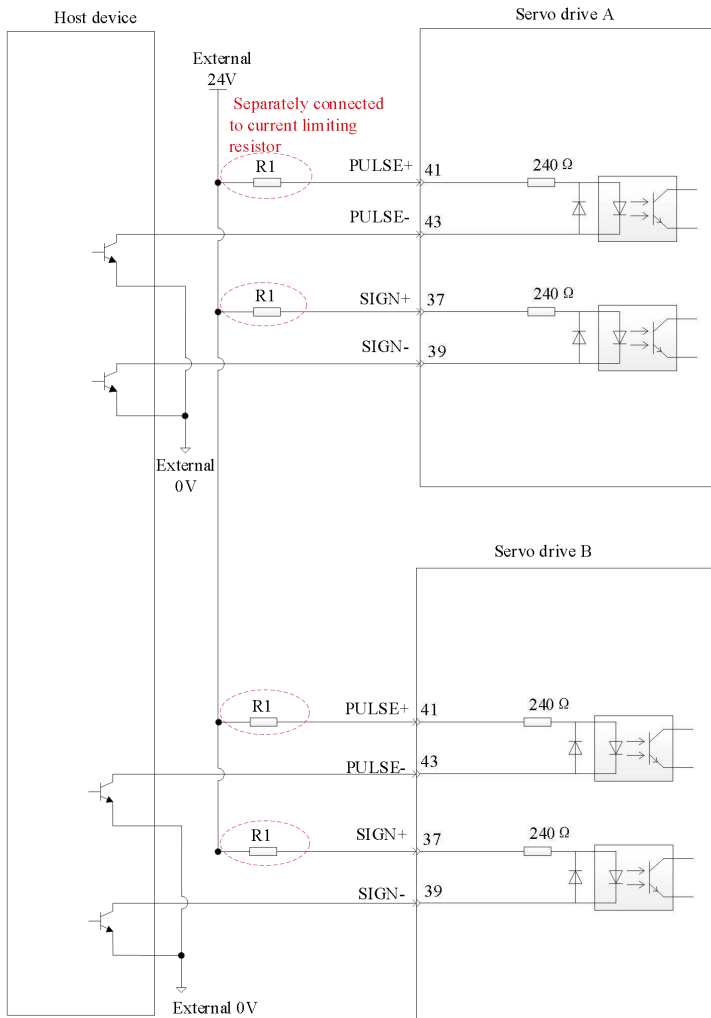 Host device
Servo drive A
External
24V
Separately connected
to current limiting
resistor
R1
PULSE+
41
240 Ω
PULSE-
43
R1
SIGN+
37
240 Ω
SIGN-
39
External
0V
Servo drive B
R1
PULSE+
41
240 Ω
PULSE-
43
R1
SIGN+
37
240 Ω
SIGN-
39
External 0V